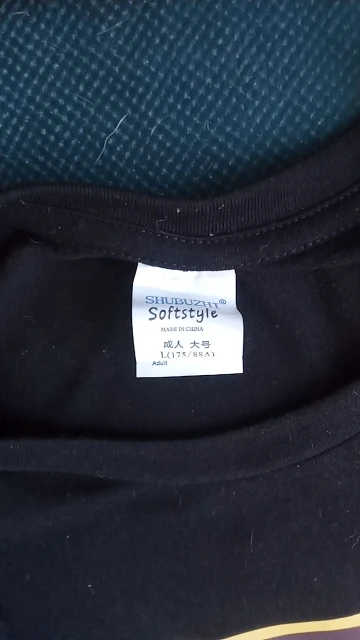 SHUBUZHI®
Softstyle
MADE IN CHINA
成人 大号
L(175/88A)
Adult